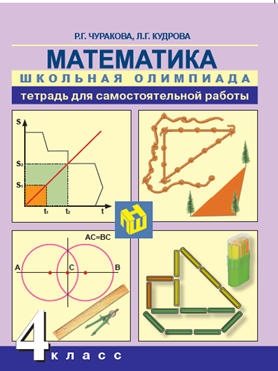 Р.Г. ЧУРАКОВА, Л.Г. КУДРОВА
МАТЕМАТИКА
ШКОЛЬНАЯ ОЛИМПИАДА
тетрадь для самостоятельной работы
S
S₂
S₁
t₁ t₂ t
AC=BC
A C B
4 класс